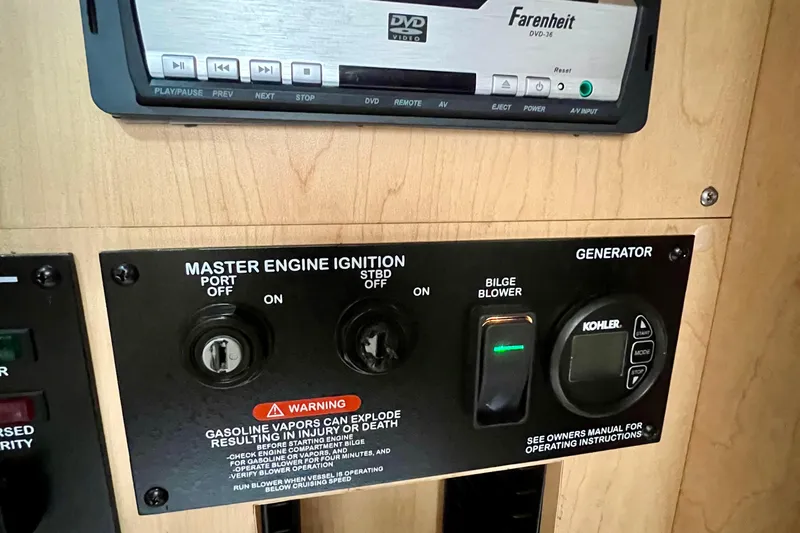 DVD
VIDEO
Farenheit
DVD-36
Reset
PLAY/PAUSE PREV NEXT STOP DVD REMOTE AV EJECT POWER A/V INPUT
MASTER ENGINE IGNITION
PORT
OFF
ON
STBD
OFF
ON
BILGE
BLOWER
GENERATOR
KOHLER
START
MODE
STOP
WARNING
GASOLINE VAPORS CAN EXPLODE
RESULTING IN INJURY OR DEATH
BEFORE STARTING ENGINE
-CHECK ENGINE COMPARTMENT BILGE
FOR GASOLINE OR VAPORS, AND
-OPERATE BLOWER FOR FOUR MINUTES, AND
-VERIFY BLOWER OPERATION
RUN BLOWER WHEN VESSEL IS OPERATING
BELOW CRUISING SPEED
SEE OWNERS MANUAL FOR
OPERATING INSTRUCTIONS